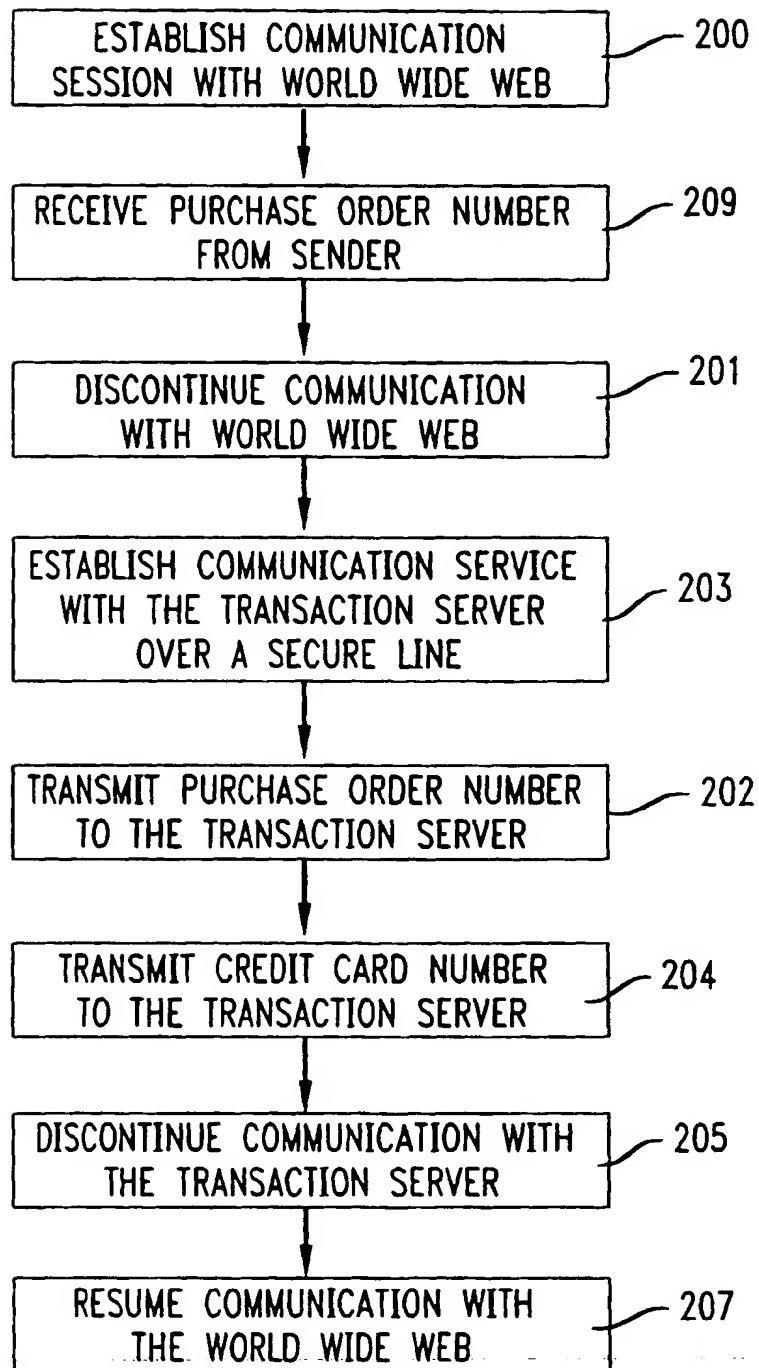 ESTABLISH COMMUNICATION
SESSION WITH WORLD WIDE WEB
200
RECEIVE PURCHASE ORDER NUMBER
FROM SENDER
209
DISCONTINUE COMMUNICATION
WITH WORLD WIDE WEB
201
ESTABLISH COMMUNICATION SERVICE
WITH THE TRANSACTION SERVER
OVER A SECURE LINE
203
TRANSMIT PURCHASE ORDER NUMBER
TO THE TRANSACTION SERVER
202
TRANSMIT CREDIT CARD NUMBER
TO THE TRANSACTION SERVER
204
DISCONTINUE COMMUNICATION WITH
THE TRANSACTION SERVER
205
RESUME COMMUNICATION WITH
THE WORLD WIDE WEB
207